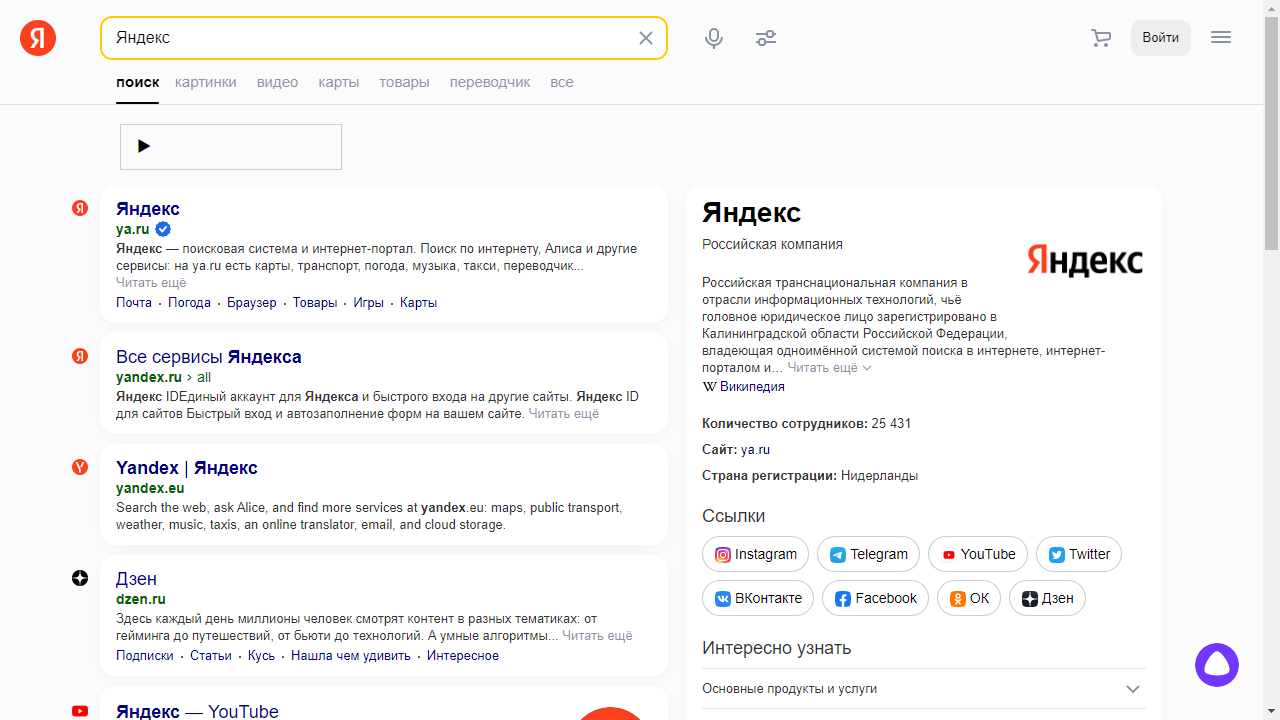 Я
Яндекс
Войти
поиск картинки видео карты товары переводчик все
Яндекс
ya.ru
Яндекс — поисковая система и интернет-портал. Поиск по интернету, Алиса и другие
сервисы: на ya.ru есть карты, транспорт, погода, музыка, такси, переводчик...
Читать ещё
Почта · Погода · Браузер · Товары · Игры · Карты
Все сервисы Яндекса
yandex.ru › all
Яндекс IDЕдиный аккаунт для Яндекса и быстрого входа на другие сайты. Яндекс ID
для сайтов Быстрый вход и автозаполнение форм на вашем сайте. Читать ещё
Yandex | Яндекс
yandex.eu
Search the web, ask Alice, and find more services at yandex.eu: maps, public transport,
weather, music, taxis, an online translator, email, and cloud storage.
Дзен
dzen.ru
Здесь каждый день миллионы человек смотрят контент в разных тематиках: от
гейминга до путешествий, от бьюти до технологий. А умные алгоритмы... Читать ещё
Подписки · Статьи · Кусь · Нашла чем удивить · Интересное
Яндекс — YouTube
Яндекс
Российская компания
Яндекс
Российская транснациональная компания в
отрасли информационных технологий, чьё
головное юридическое лицо зарегистрировано в
Калининградской области Российской Федерации,
владеющая одноимённой системой поиска в интернете, интернет-
порталом и... Читать ещё
W Википедия
Количество сотрудников: 25 431
Сайт: ya.ru
Страна регистрации: Нидерланды
Ссылки
Instagram Telegram YouTube Twitter
ВКонтакте Facebook ОК Дзен
Интересно узнать
Основные продукты и услуги